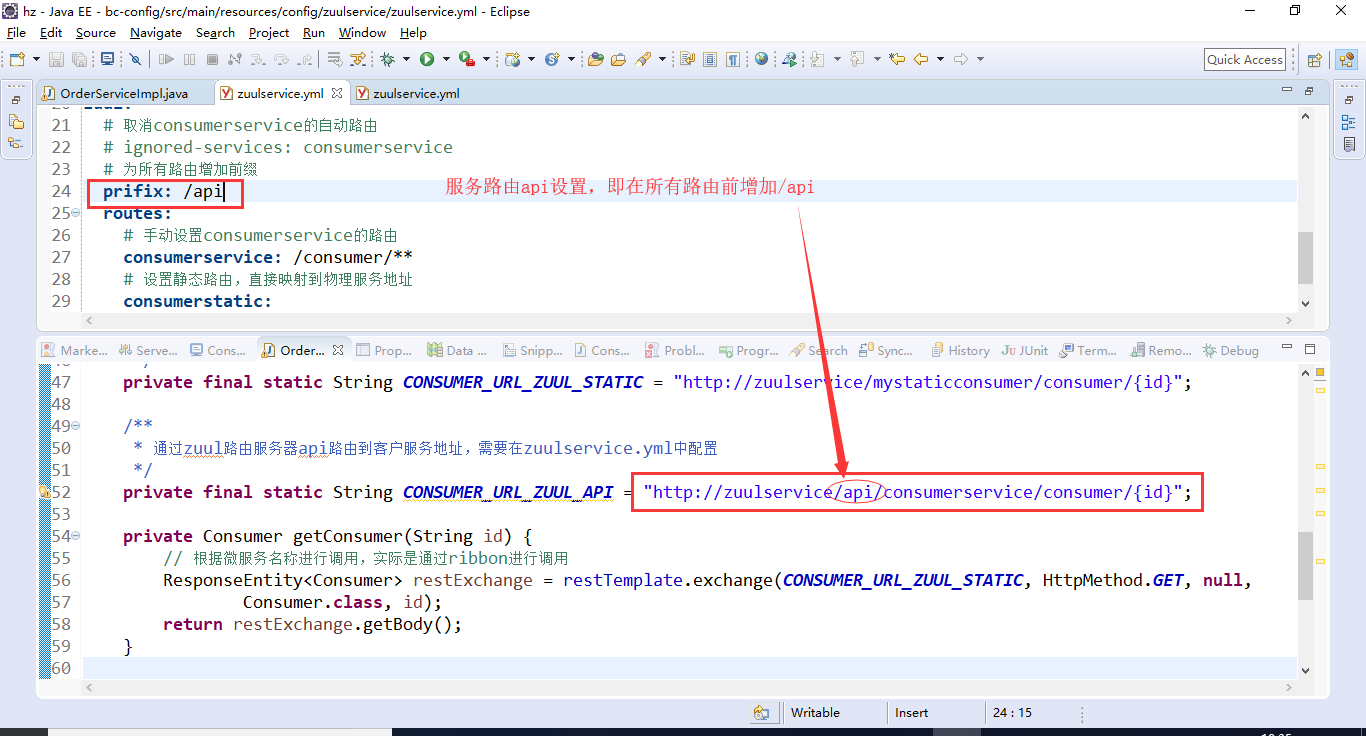 hz - Java EE - bc-config/src/main/resources/config/zuulservice/zuulservice.yml - Eclipse
File Edit Source Navigate Search Project Run Window Help
Quick Access
OrderServiceImpl.java zuulservice.yml zuulservice.yml
21 # 取消consumerservice的自动路由
22 # ignored-services: consumerservice
23 # 为所有路由增加前缀
24 prifix: /api
服务路由api设置，即在所有路由前增加/api
25 routes:
26 # 手动设置consumerservice的路由
27 consumerservice: /consumer/**
28 # 设置静态路由，直接映射到物理服务地址
29 consumerstatic:
Marke... Serve... Cons... Order... Prop... Data ... Snipp... Cons... Probl... Progr... Search Sync... History JUnit Term... Remo... Debug
47 private final static String CONSUMER_URL_ZUUL_STATIC = "http://zuulservice/mystaticconsumer/consumer/{id}";
48
49 /**
50 * 通过zuul路由服务器api路由到客户服务地址，需要在zuulservice.yml中配置
51 */
52 private final static String CONSUMER_URL_ZUUL_API = "http://zuulservice/api/consumerservice/consumer/{id}";
53
54 private Consumer getConsumer(String id) {
55 // 根据微服务名称进行调用，实际是通过ribbon进行调用
56 ResponseEntity<Consumer> restExchange = restTemplate.exchange(CONSUMER_URL_ZUUL_STATIC, HttpMethod.GET, null,
57 Consumer.class, id);
58 return restExchange.getBody();
59 }
60
Writable Insert 24 : 15